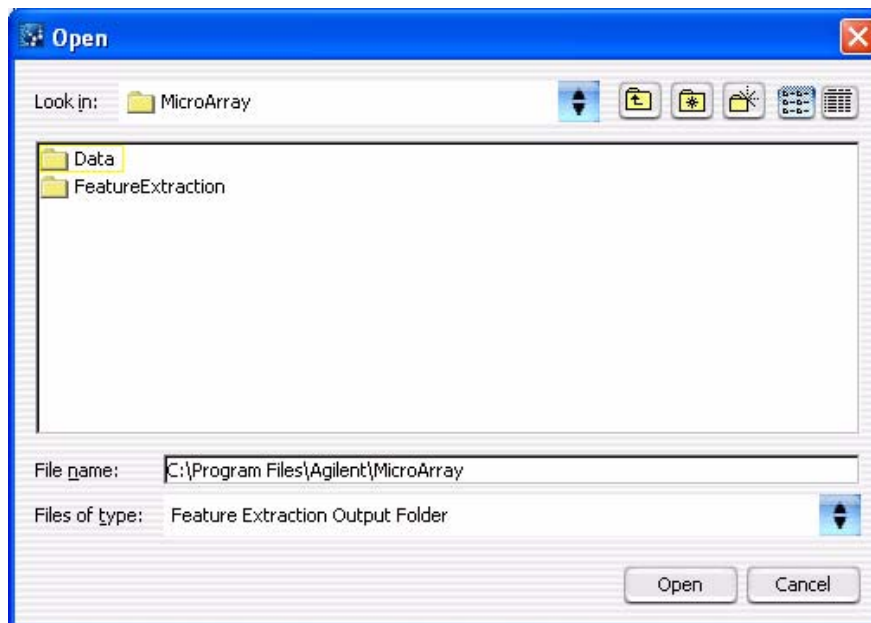 Open
Look in: MicroArray
Data
FeatureExtraction
File name: C:\Program Files\Agilent\MicroArray
Files of type: Feature Extraction Output Folder
Open Cancel